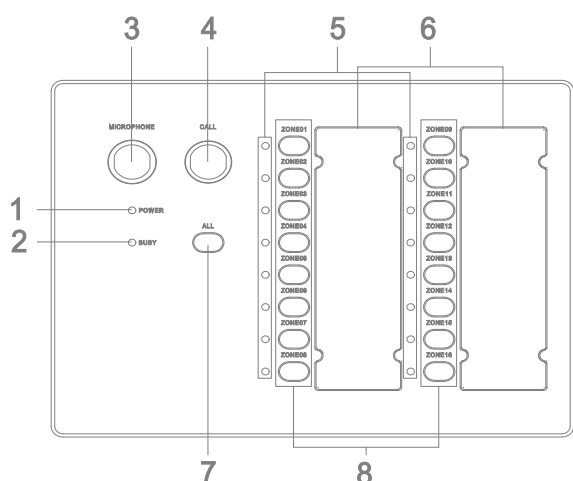 3 4 5 6
MICROPHONE CALL
ZONE01 ZONE09
ZONE02 ZONE10
1 POWER ZONE03 ZONE11
2 BUSY ALL ZONE04 ZONE12
ZONE05 ZONE13
ZONE06 ZONE14
ZONE07 ZONE15
ZONE08 ZONE16
7 8